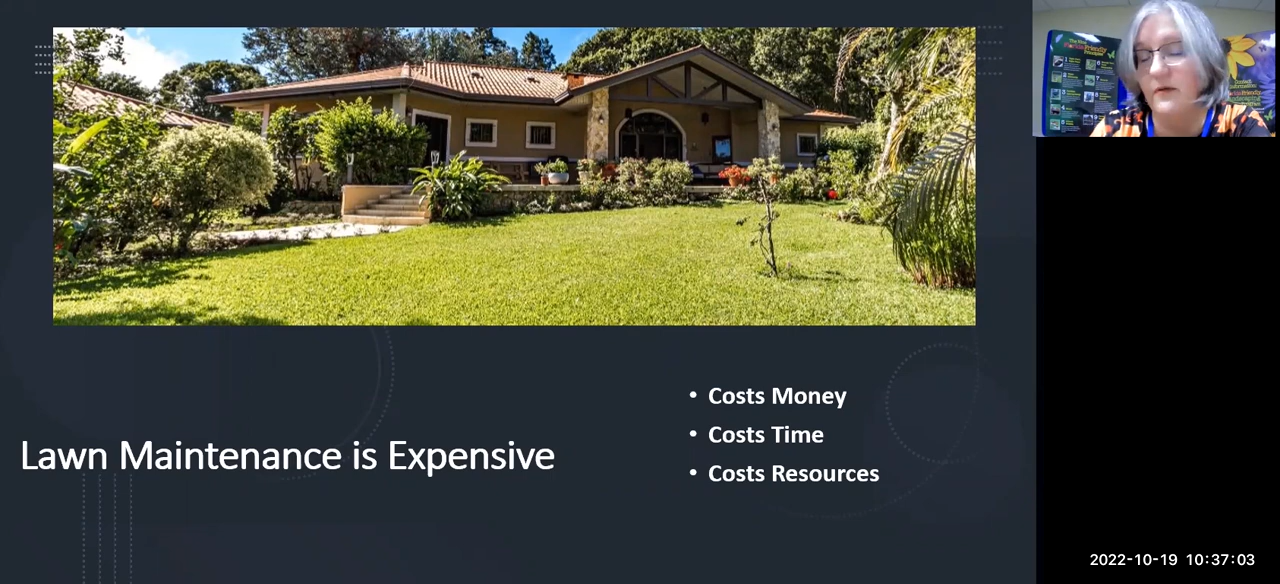 Lawn Maintenance is Expensive
• Costs Money
• Costs Time
• Costs Resources
2022-10-19 10:37:03